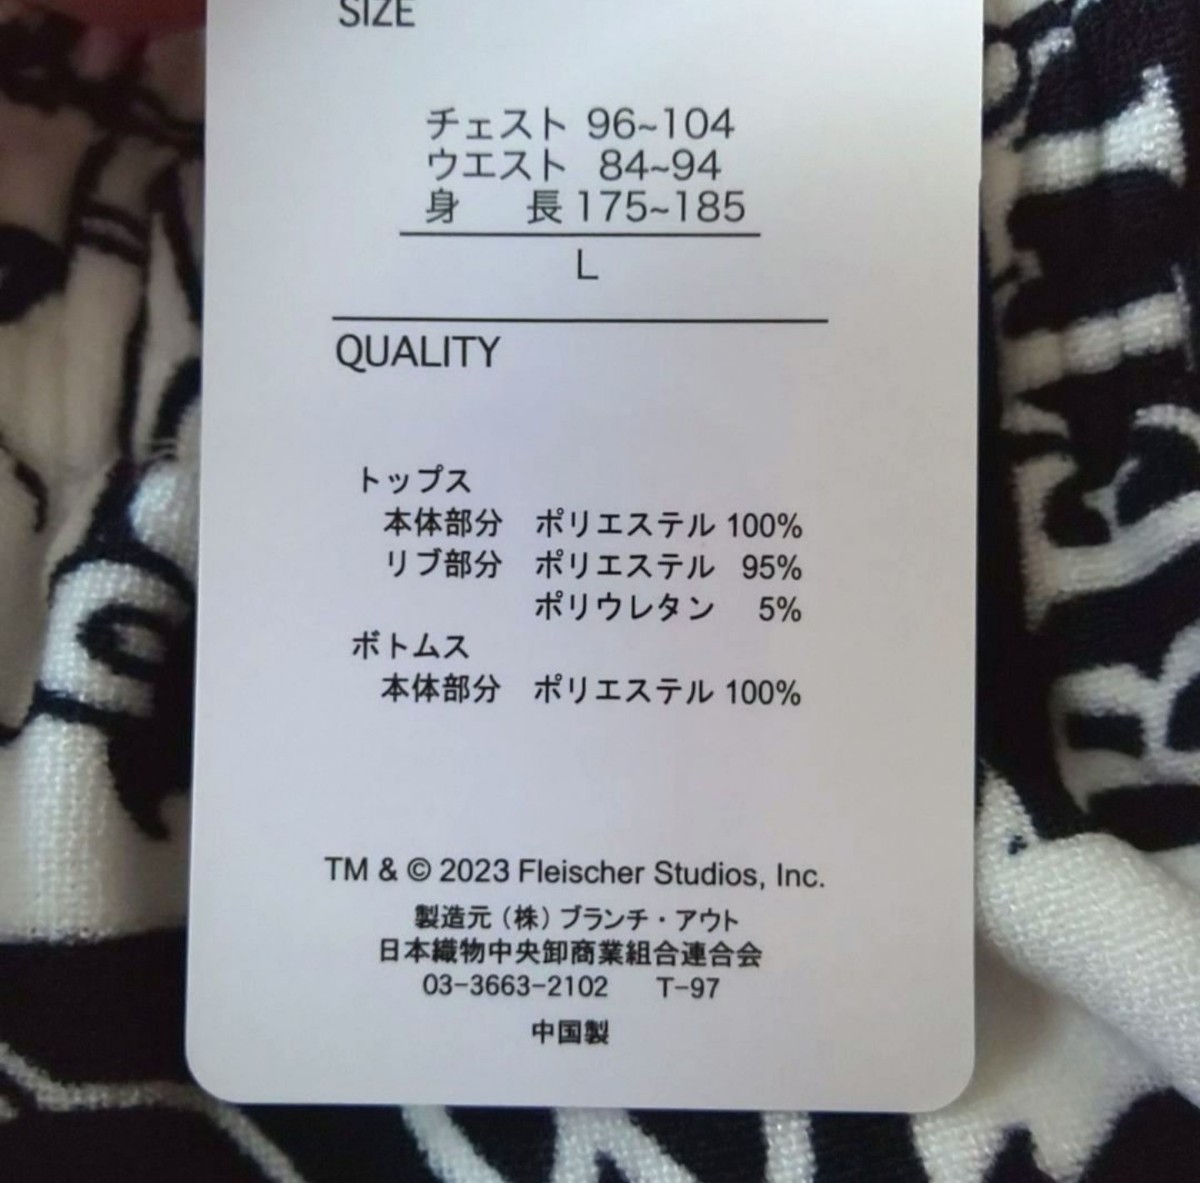 SIZE
チェスト 96~104
ウエスト 84~94
身 長 175~185
L
QUALITY
トップス
本体部分 ポリエステル 100%
リブ部分 ポリエステル 95%
ポリウレタン 5%
ボトムス
本体部分 ポリエステル 100%
TM & © 2023 Fleischer Studios, Inc.
製造元（株）ブランチ・アウト
日本織物中央卸商業組合連合会
03-3663-2102 T-97
中国製